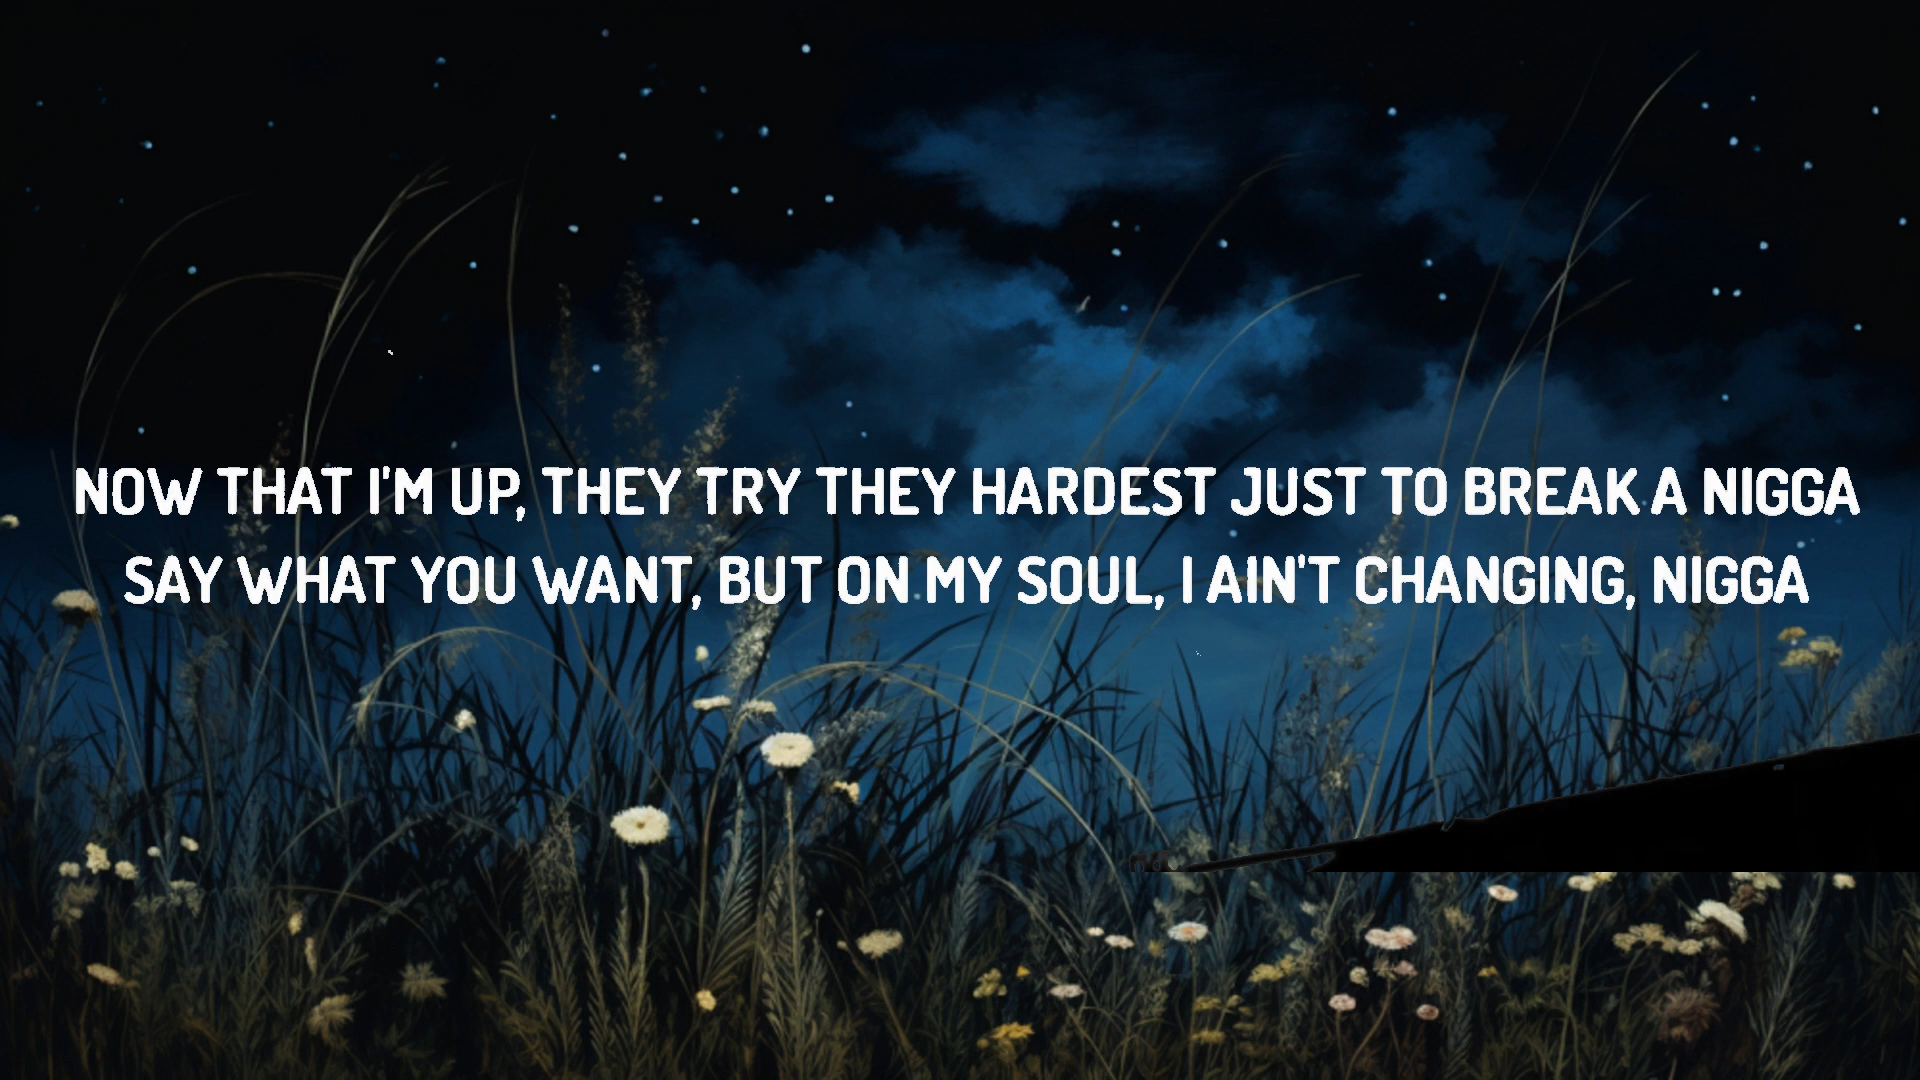 NOW THAT I'M UP, THEY TRY THEY HARDEST JUST TO BREAK A NIGGA
SAY WHAT YOU WANT, BUT ON MY SOUL, I AIN'T CHANGING, NIGGA